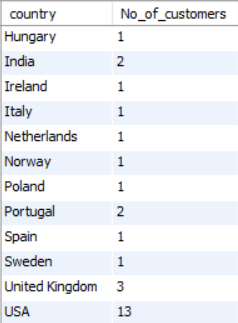 country No_of_customers
Hungary 1
India 2
Ireland 1
Italy 1
Netherlands 1
Norway 1
Poland 1
Portugal 2
Spain 1
Sweden 1
United Kingdom 3
USA 13